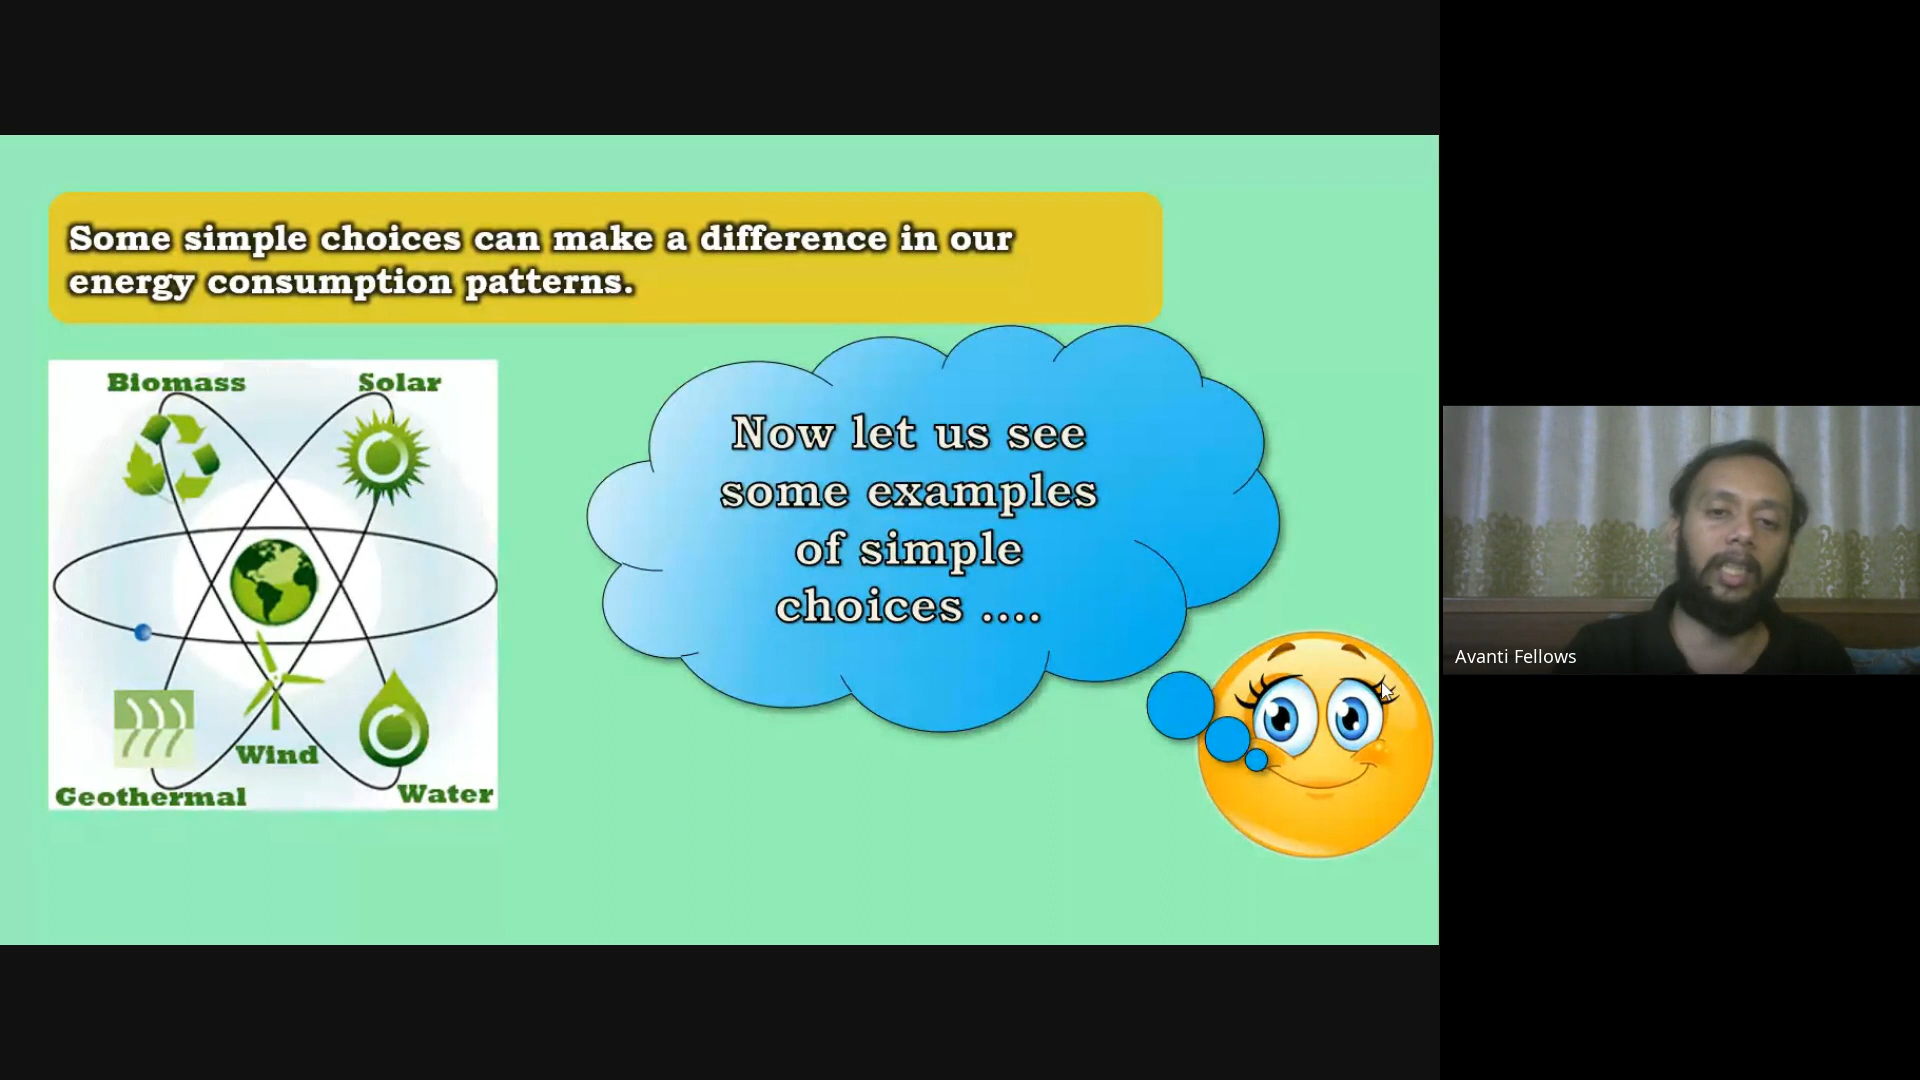 Some simple choices can make a difference in our
energy consumption patterns.
Biomass
Solar
Wind
Geothermal
Water
Now let us see
some examples
of simple
choices ....
Avanti Fellows